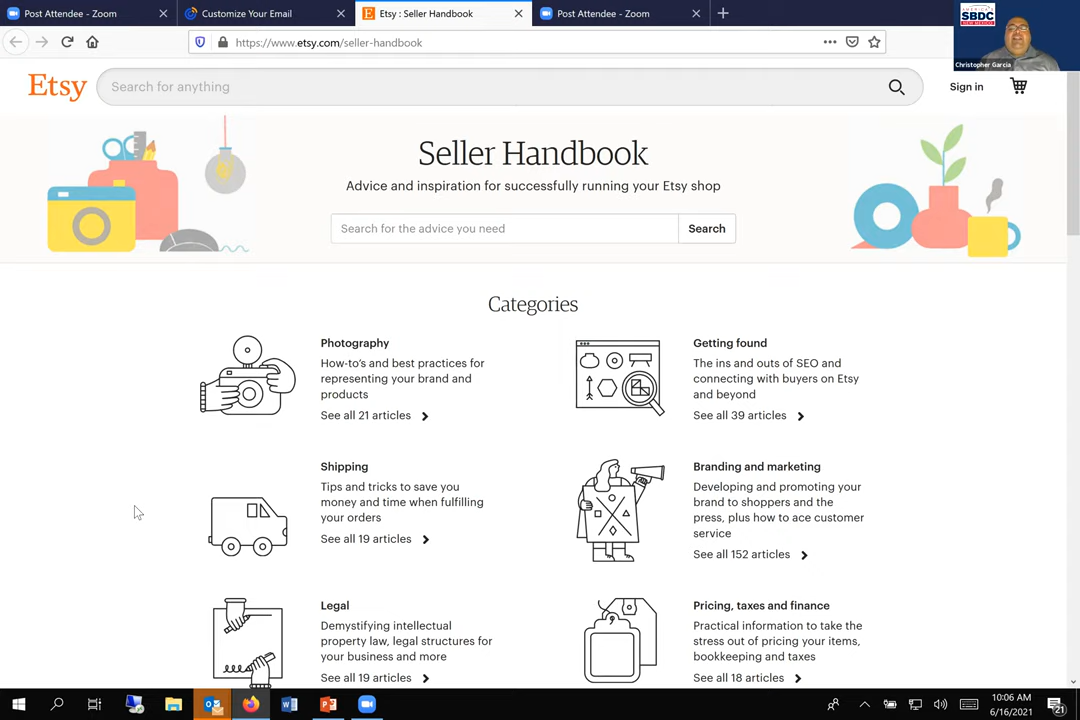 Post Attendee - Zoom
Customize Your Email
Etsy : Seller Handbook
Post Attendee - Zoom
https://www.etsy.com/seller-handbook
AMERICA'S
SBDC
NEW MEXICO
Christopher Garcia
Etsy
Search for anything
Sign in
Seller Handbook
Advice and inspiration for successfully running your Etsy shop
Search for the advice you need
Search
Categories
Photography
How-to's and best practices for
representing your brand and
products
See all 21 articles
Getting found
The ins and outs of SEO and
connecting with buyers on Etsy
and beyond
See all 39 articles
Shipping
Tips and tricks to save you
money and time when fulfilling
your orders
See all 19 articles
Branding and marketing
Developing and promoting your
brand to shoppers and the
press, plus how to ace customer
service
See all 152 articles
Legal
Demystifying intellectual
property law, legal structures for
your business and more
See all 19 articles
Pricing, taxes and finance
Practical information to take the
stress out of pricing your items,
bookkeeping and taxes
See all 18 articles
10:06 AM
6/16/2021
21